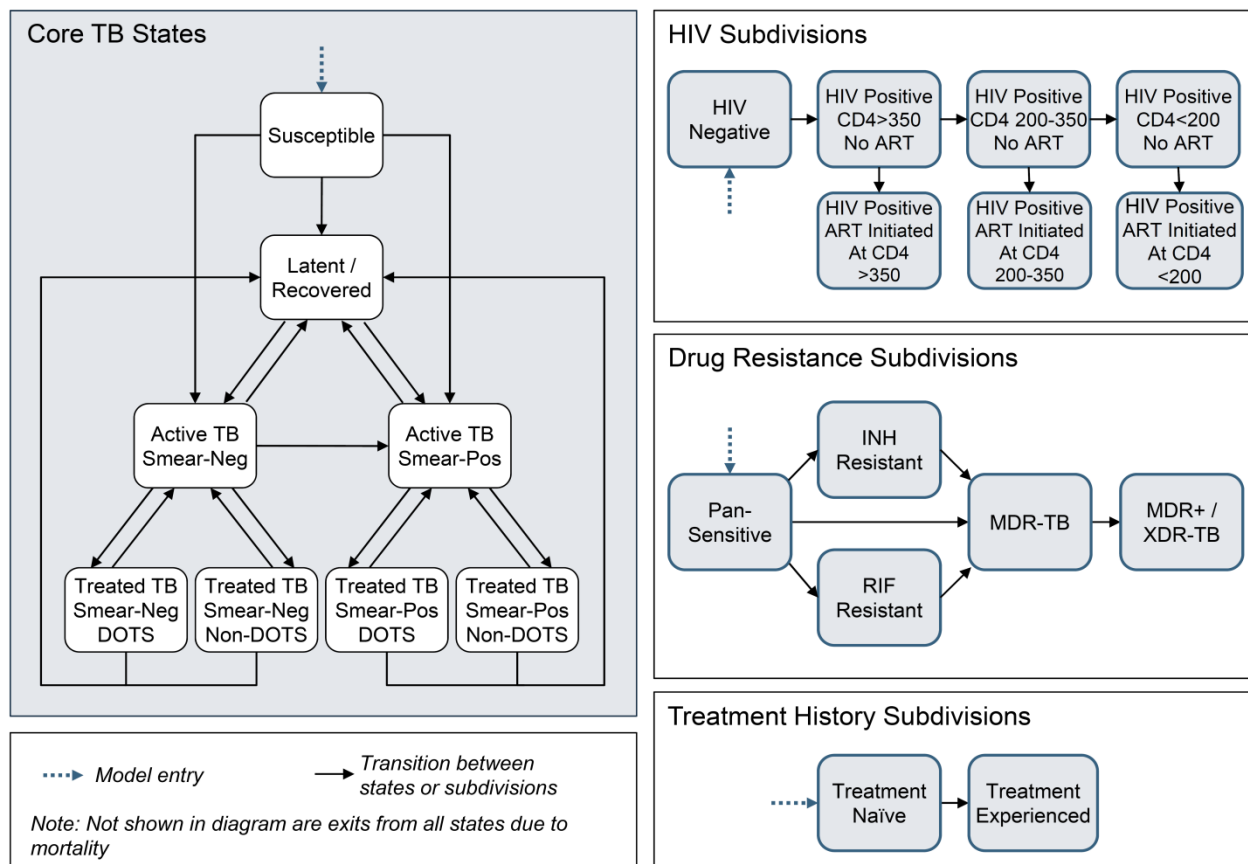 Core TB States
Susceptible
Latent /
Recovered
Active TB
Smear-Neg
Active TB
Smear-Pos
Treated TB
Smear-Neg
DOTS
Treated TB
Smear-Neg
Non-DOTS
Treated TB
Smear-Pos
DOTS
Treated TB
Smear-Pos
Non-DOTS
Model entry
Transition between
states or subdivisions
Note: Not shown in diagram are exits from all states due to
mortality
HIV Subdivisions
HIV
Negative
HIV Positive
CD4>350
No ART
HIV Positive
CD4 200-350
No ART
HIV Positive
CD4<200
No ART
HIV Positive
ART Initiated
At CD4
>350
HIV Positive
ART Initiated
At CD4
200-350
HIV Positive
ART Initiated
At CD4
<200
Drug Resistance Subdivisions
Pan-
Sensitive
INH
Resistant
RIF
Resistant
MDR-TB
MDR+ /
XDR-TB
Treatment History Subdivisions
Treatment
Naïve
Treatment
Experienced